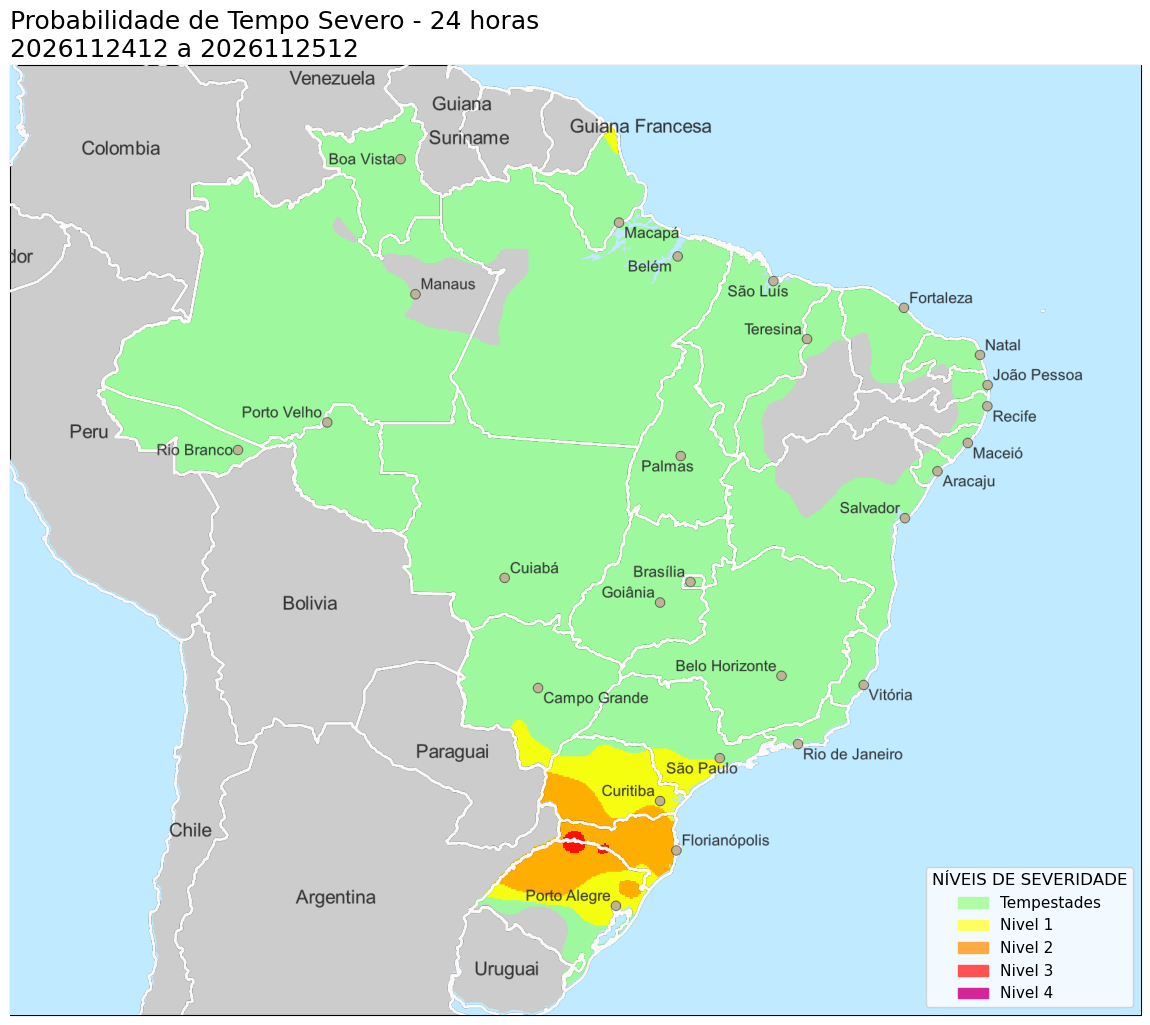 Probabilidade de Tempo Severo - 24 horas
2026112412 a 2026112512
Venezuela
Guiana
Guiana Francesa
Suriname
Colombia
Boa Vista
Macapá
dor
Belém
Manaus
São Luís
Fortaleza
Teresina
Natal
João Pessoa
Porto Velho
Recife
Peru
Rio Branco
Maceió
Palmas
Aracaju
Salvador
Cuiabá
Brasília
Goiânia
Bolivia
Belo Horizonte
Vitória
Campo Grande
Paraguai
Rio de Janeiro
São Paulo
Curitiba
Chile
Florianópolis
Argentina
Porto Alegre
Uruguai
NÍVEIS DE SEVERIDADE
Tempestades
Nivel 1
Nivel 2
Nivel 3
Nivel 4